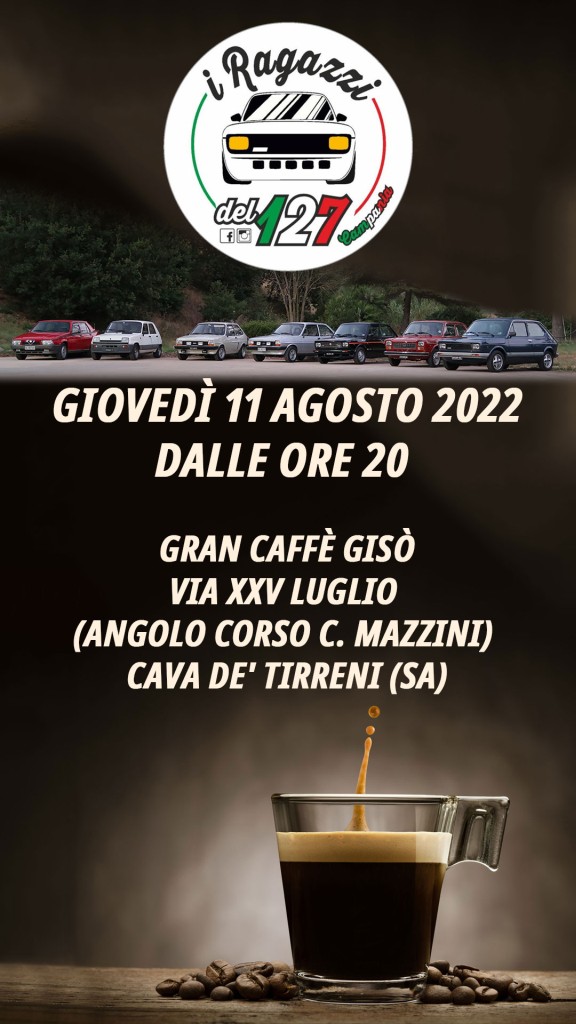 i Ragazzi
del 127
Campania
GIOVEDÌ 11 AGOSTO 2022
DALLE ORE 20
GRAN CAFFÈ GISÒ
VIA XXV LUGLIO
(ANGOLO CORSO C. MAZZINI)
CAVA DE' TIRRENI (SA)